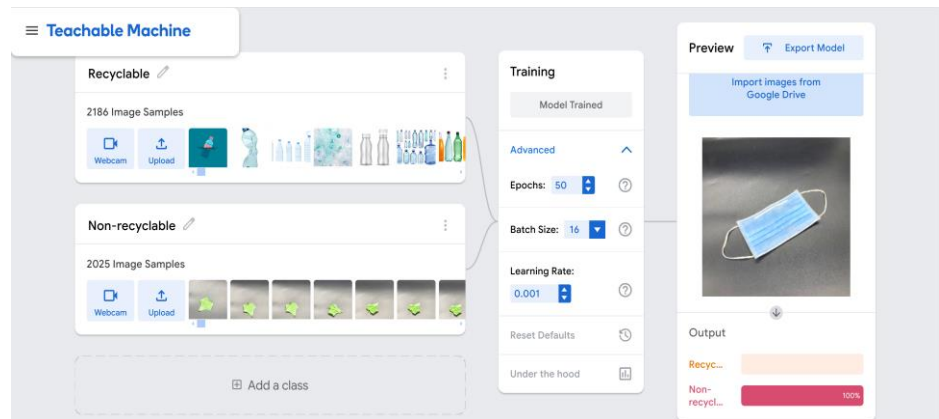 Teachable Machine
Recyclable
2186 Image Samples
Webcam
Upload
Non-recyclable
2025 Image Samples
Webcam
Upload
Add a class
Training
Model Trained
Advanced
Epochs: 50
Batch Size: 16
Learning Rate:
0.001
Reset Defaults
Under the hood
Preview
Export Model
Import images from
Google Drive
Output
Recyc...
Non-
recycl...
100%